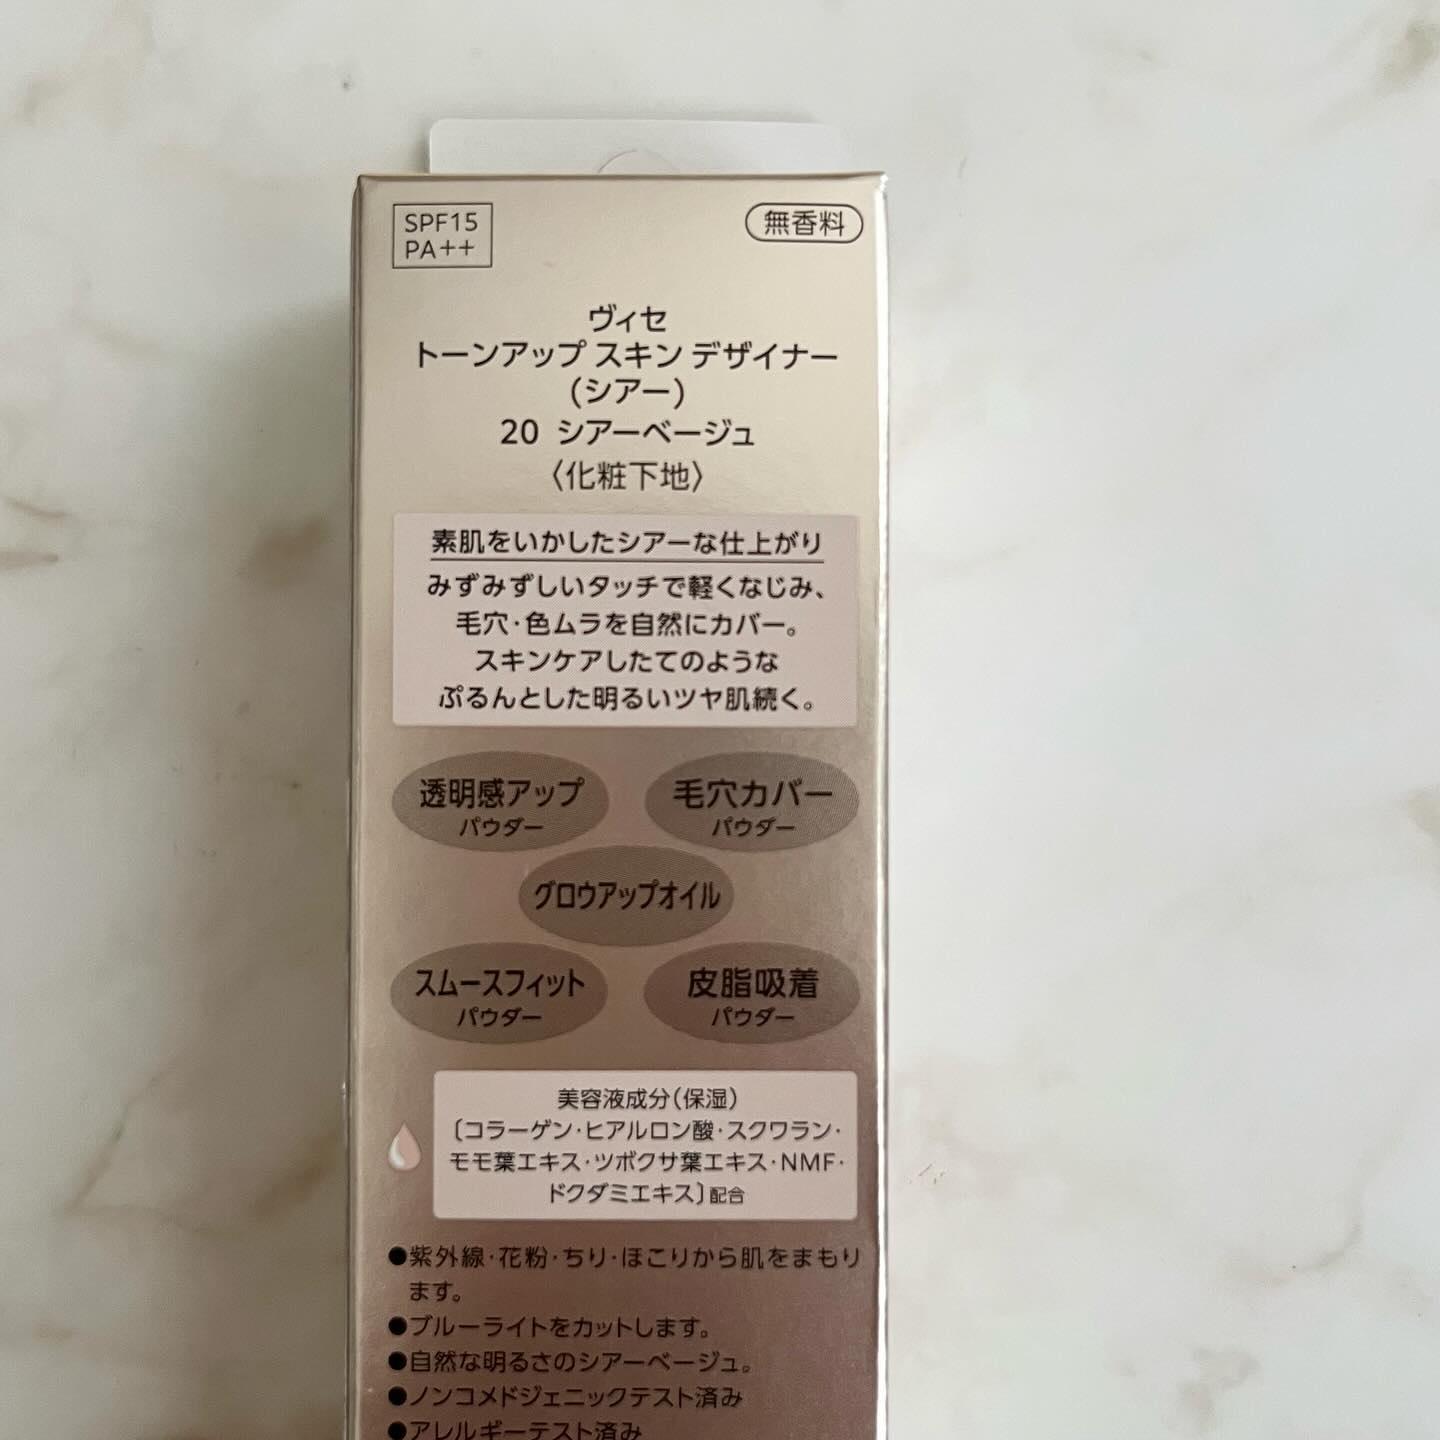 SPF15
PA++
無香料
ヴィセ
トーンアップ スキン デザイナー
(シアー)
20 シアーベージュ
〈化粧下地〉
素肌をいかしたシアーな仕上がり
みずみずしいタッチで軽くなじみ、
毛穴・色ムラを自然にカバー。
スキンケアしたてのような
ぷるんとした明るいツヤ肌続く。
透明感アップ
パウダー
毛穴カバー
パウダー
グロウアップオイル
スムースフィット
パウダー
皮脂吸着
パウダー
美容液成分(保湿)
〔コラーゲン・ヒアルロン酸・スクワラン・
モモ葉エキス・ツボクサ葉エキス・NMF・
ドクダミエキス〕配合
●紫外線・花粉・ちり・ほこりから肌をまもり
ます。
●ブルーライトをカットします。
●自然な明るさのシアーベージュ。
●ノンコメドジェニックテスト済み
●アレルギーテスト済み